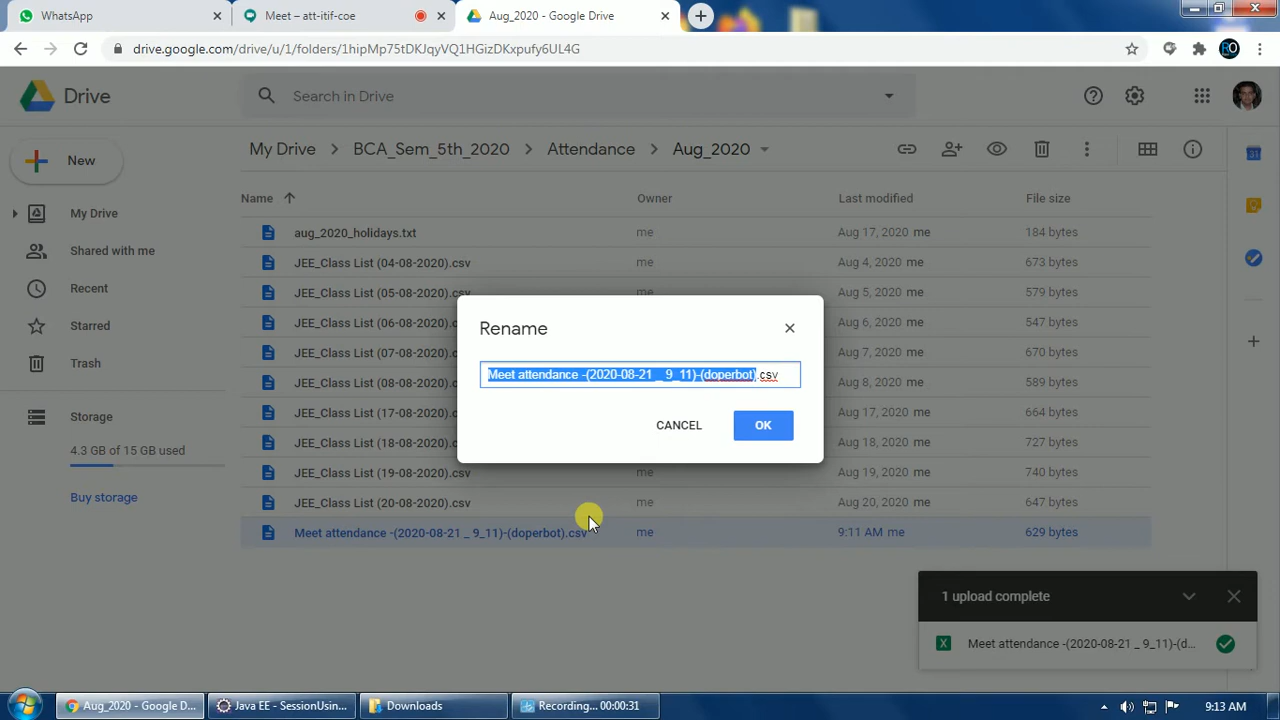 WhatsApp
Meet – att-itif-coe
Aug_2020 - Google Drive
drive.google.com/drive/u/1/folders/1hipMp75tDKJqyVQ1HGizDKxpufy6UL4G
RO
Drive
Search in Drive
New
My Drive
BCA_Sem_5th_2020
Attendance
Aug_2020
My Drive
Shared with me
Recent
Starred
Trash
Storage
4.3 GB of 15 GB used
Buy storage
Name
Owner
Last modified
File size
aug_2020_holidays.txt me Aug 17, 2020 me 184 bytes
JEE_Class List (04-08-2020).csv me Aug 4, 2020 me 673 bytes
JEE_Class List (05-08-2020).csv me Aug 5, 2020 me 579 bytes
JEE_Class List (06-08-2020).c Aug 6, 2020 me 547 bytes
JEE_Class List (07-08-2020).c Aug 7, 2020 me 670 bytes
JEE_Class List (08-08-2020).c Aug 8, 2020 me 589 bytes
JEE_Class List (17-08-2020).c Aug 17, 2020 me 664 bytes
JEE_Class List (18-08-2020).c Aug 18, 2020 me 727 bytes
JEE_Class List (19-08-2020).csv me Aug 19, 2020 me 740 bytes
JEE_Class List (20-08-2020).csv me Aug 20, 2020 me 647 bytes
Meet attendance -(2020-08-21 _ 9_11)-(doperbot).csv me 9:11 AM me 629 bytes
Rename
Meet attendance -(2020-08-21 _ 9_11)-(doperbot).csv
CANCEL
OK
31
1 upload complete
Meet attendance -(2020-08-21 _ 9_11)-(d...
Aug_2020 - Google D...
Java EE - SessionUsin...
Downloads
Recording... 00:00:31
9:13 AM